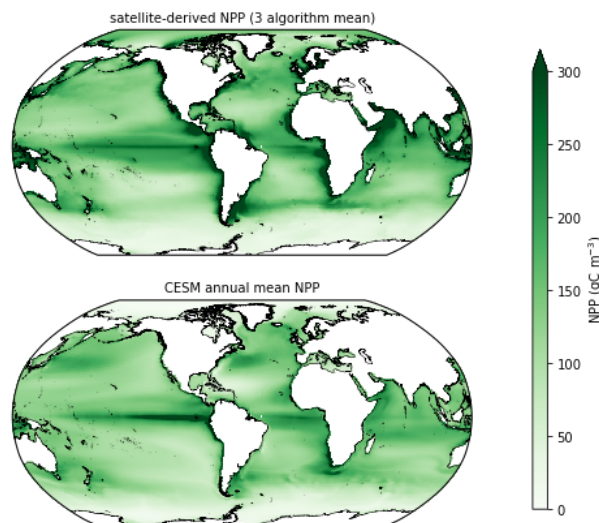 satellite-derived NPP (3 algorithm mean)
CESM annual mean NPP
300
250
200
150
100
50
0
NPP (gC m⁻³)